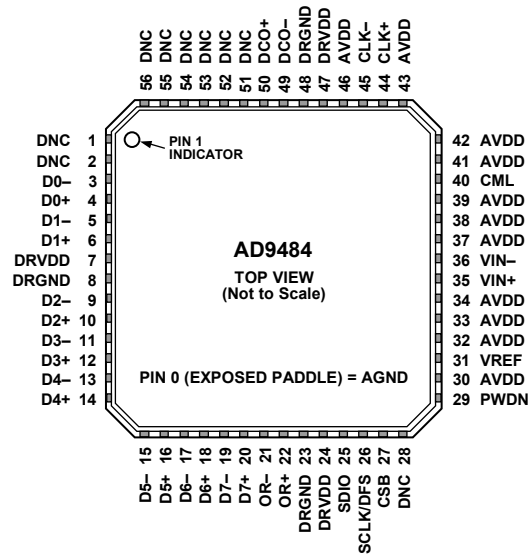 56 DNC
55 DNC
54 DNC
53 DNC
52 DNC
51 DNC
50 DCO+
49 DCO–
48 DRGND
47 DRVDD
46 AVDD
45 CLK–
44 CLK+
43 AVDD
DNC 1
DNC 2
D0– 3
D0+ 4
D1– 5
D1+ 6
DRVDD 7
DRGND 8
D2– 9
D2+ 10
D3– 11
D3+ 12
D4– 13
D4+ 14
PIN 1
INDICATOR
AD9484
TOP VIEW
(Not to Scale)
PIN 0 (EXPOSED PADDLE) = AGND
42 AVDD
41 AVDD
40 CML
39 AVDD
38 AVDD
37 AVDD
36 VIN–
35 VIN+
34 AVDD
33 AVDD
32 AVDD
31 VREF
30 AVDD
29 PWDN
D5– 15
D5+ 16
D6– 17
D6+ 18
D7– 19
D7+ 20
OR– 21
OR+ 22
DRGND 23
DRVDD 24
SDIO 25
SCLK/DFS 26
CSB 27
DNC 28